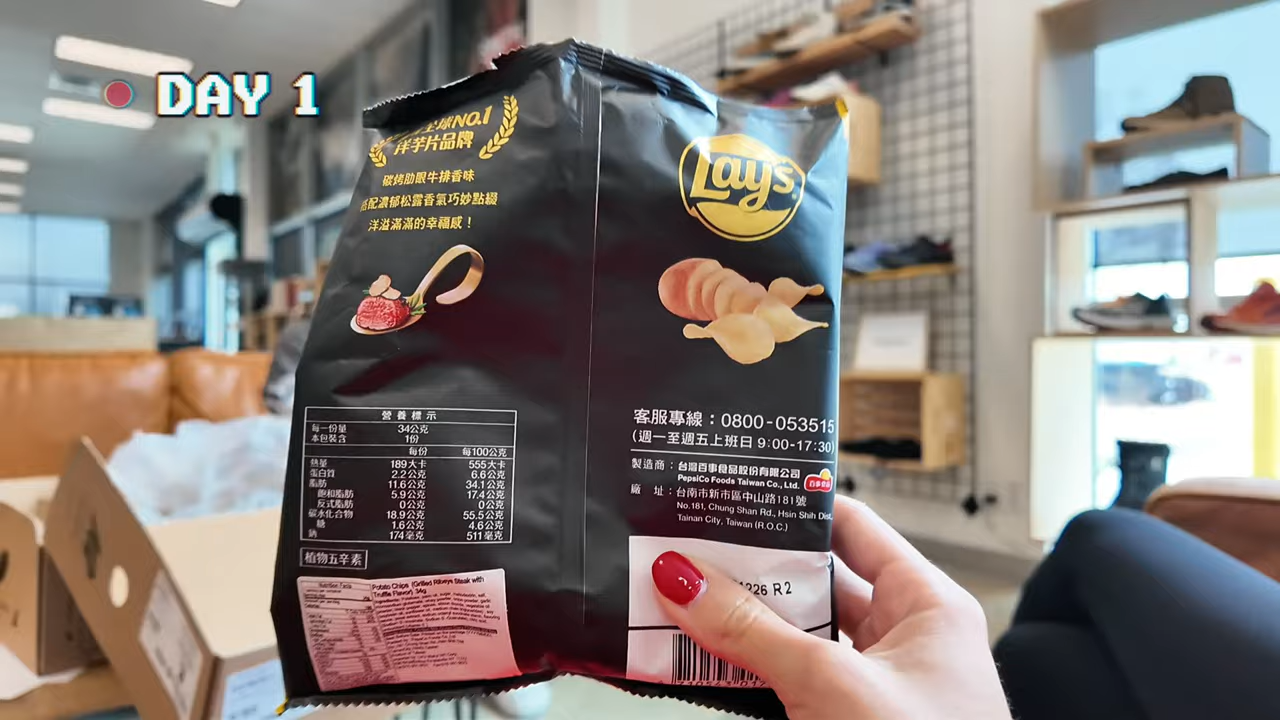 DAY 1
全球NO.1
洋芋片品牌
碳烤肋眼牛排香味
搭配濃郁松露香氣巧妙點綴
洋溢滿滿的幸福感！
Lay's
營養標示
每一份量 34公克
本包裝含 1份
每份 每100公克
熱量 189大卡 555大卡
蛋白質 2.2公克 6.6公克
脂肪 11.6公克 34.1公克
飽和脂肪 5.9公克 17.4公克
反式脂肪 0公克 0公克
碳水化合物 18.9公克 55.5公克
糖 1.6公克 4.6公克
鈉 174毫克 511毫克
植物五辛素
Potato Chips (Grilled Ribeye Steak with
Truffle Flavor) 34g
Nutrition Facts
客服專線：0800-053515
(週一至週五上班日 9:00-17:30)
製造商：台灣百事食品股份有限公司
PepsiCo Foods Taiwan Co., Ltd.
百事食品
廠 址：台南市新市區中山路181號
No.181, Chung Shan Rd., Hsin Shih Dist.
Tainan City, Taiwan (R.O.C.)
226 R2